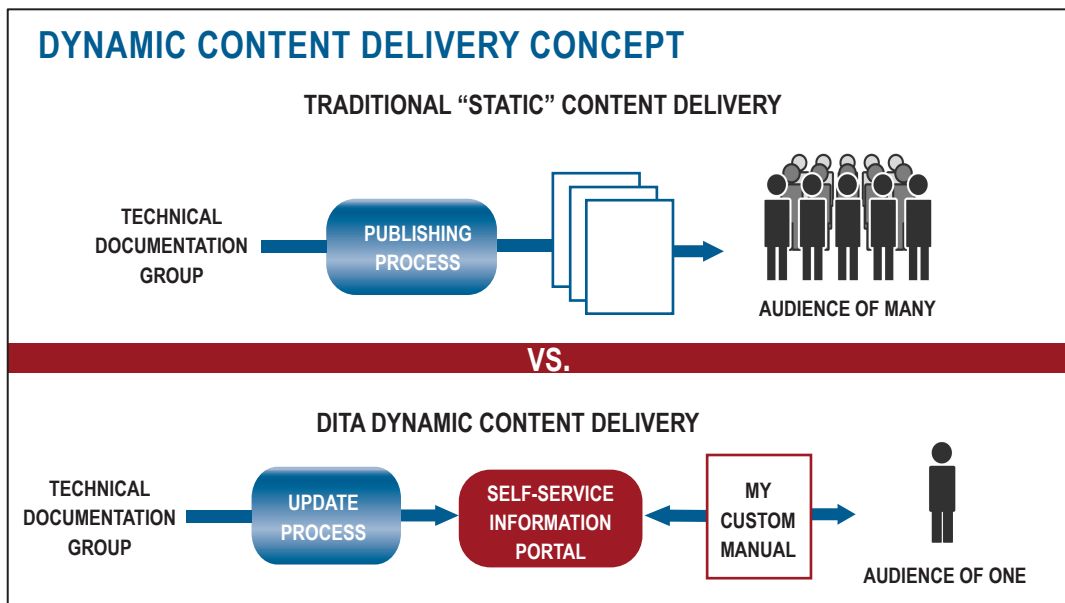 DYNAMIC CONTENT DELIVERY CONCEPT
TRADITIONAL “STATIC” CONTENT DELIVERY
TECHNICAL
DOCUMENTATION
GROUP
PUBLISHING
PROCESS
AUDIENCE OF MANY
VS.
DITA DYNAMIC CONTENT DELIVERY
TECHNICAL
DOCUMENTATION
GROUP
UPDATE
PROCESS
SELF-SERVICE
INFORMATION
PORTAL
MY
CUSTOM
MANUAL
AUDIENCE OF ONE